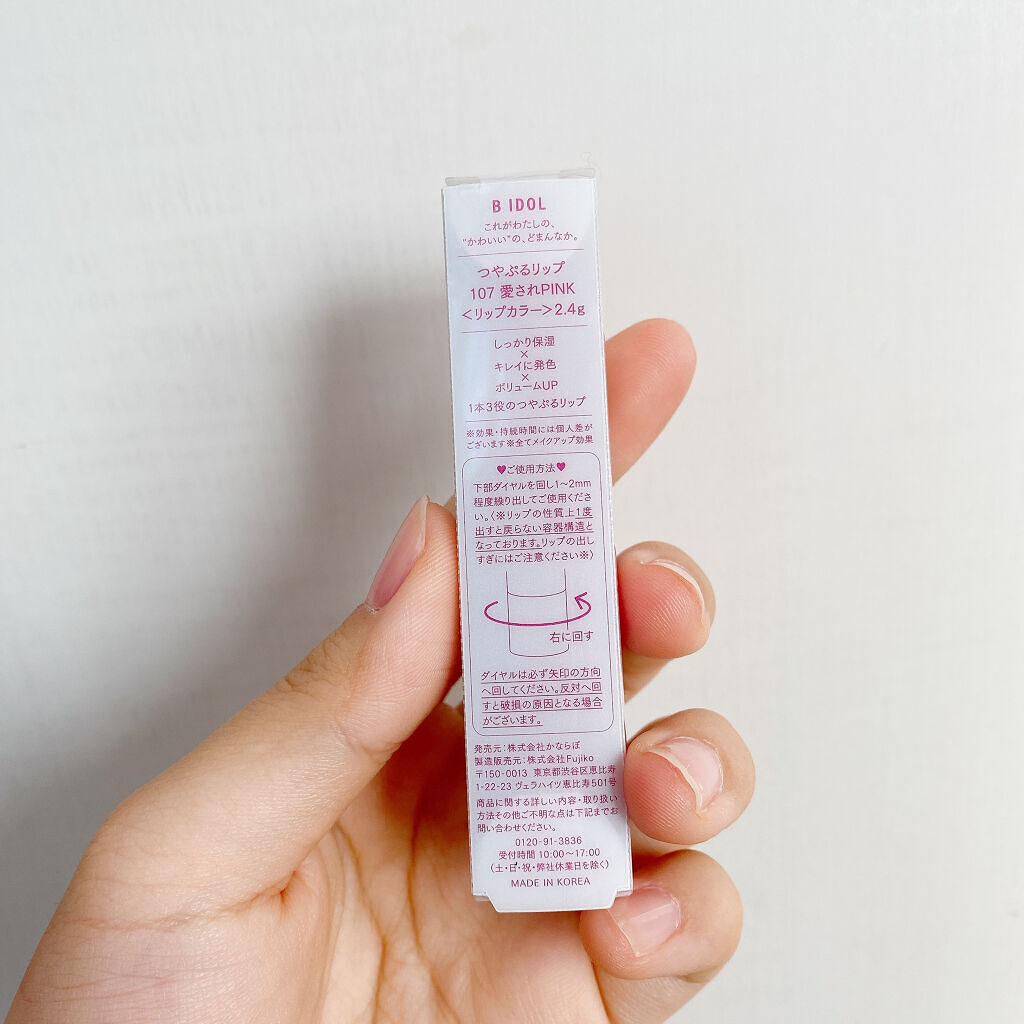 B IDOL
これがわたしの、
"かわいい"の、どまんなか。
つやぷるリップ
107 愛されPINK
＜リップカラー＞2.4g
しっかり保湿
×
キレイに発色
×
ボリュームUP
1本3役のつやぷるリップ
※効果・持続時間には個人差が
ございます※全てメイクアップ効果
♥ご使用方法♥
下部ダイヤルを回し1〜2mm
程度繰り出してご使用くださ
い。〈※リップの性質上1度
出すと戻らない容器構造と
なっております。リップの出し
すぎにはご注意ください※〉
右に回す
ダイヤルは必ず矢印の方向
へ回してください。反対へ回
すと破損の原因となる場合
がございます。
発売元：株式会社かならぼ
製造販売元：株式会社Fujiko
〒150-0013 東京都渋谷区恵比寿
1-22-23 ヴェラハイツ恵比寿501号
商品に関する詳しい内容・取り扱い
方法その他ご不明な点は下記までお
問い合わせください。
0120-91-3836
受付時間 10:00〜17:00
（土・日・祝・弊社休業日を除く）
MADE IN KOREA